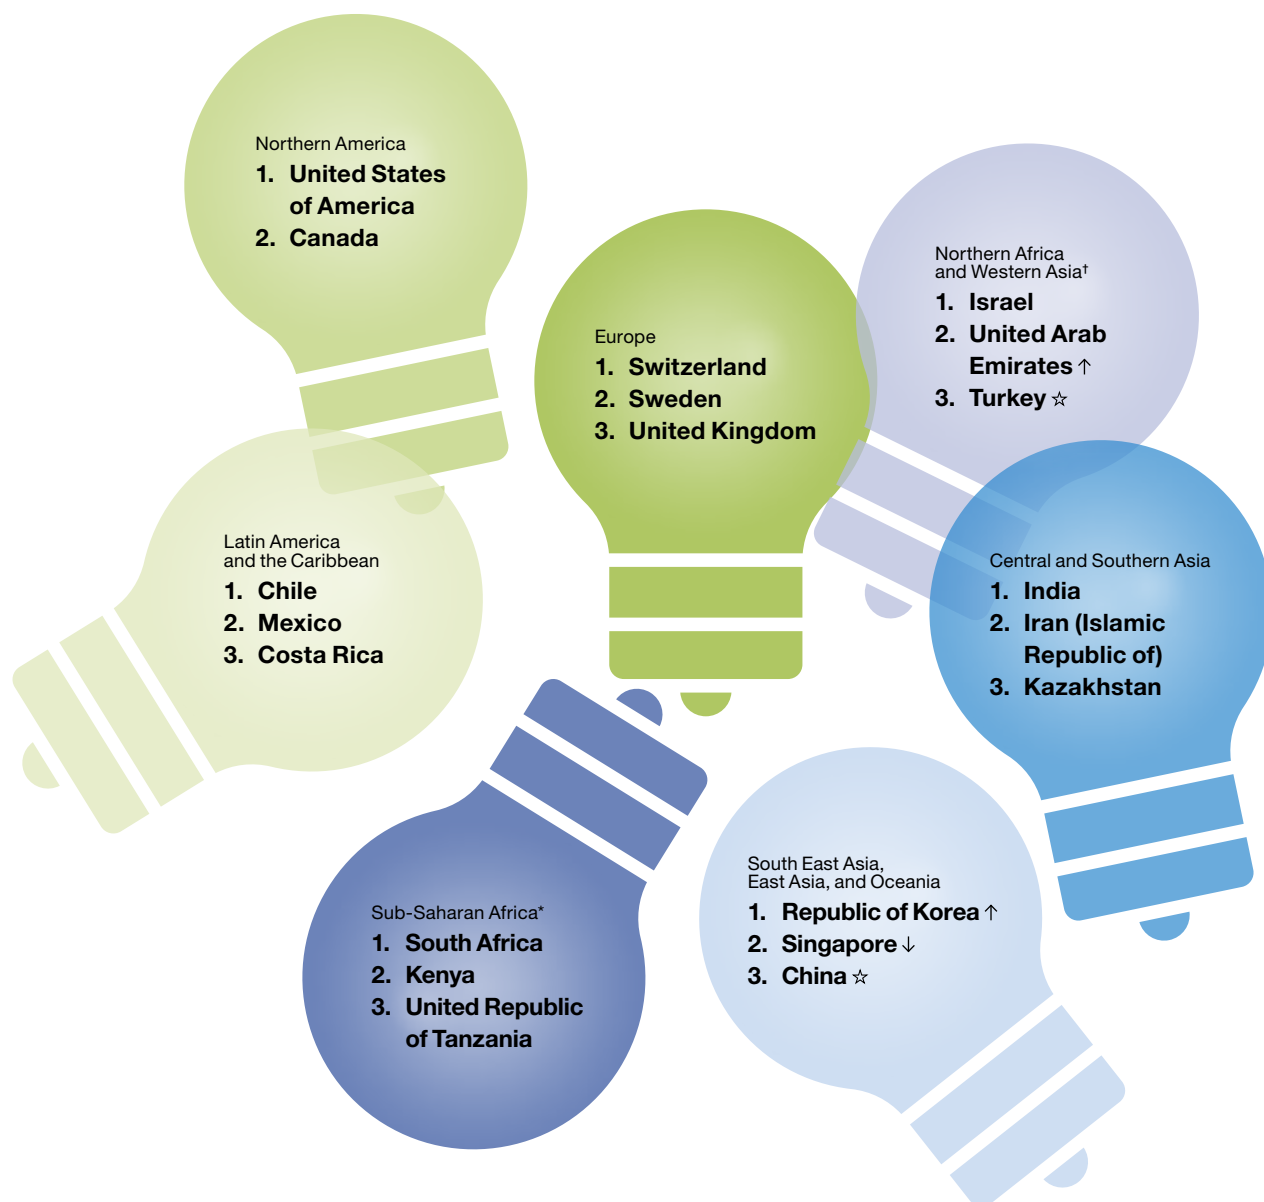 Northern America
1. United States
of America
2. Canada
Northern Africa
and Western Asia†
1. Israel
2. United Arab
Emirates ↑
3. Turkey ☆
Europe
1. Switzerland
2. Sweden
3. United Kingdom
Latin America
and the Caribbean
1. Chile
2. Mexico
3. Costa Rica
Central and Southern Asia
1. India
2. Iran (Islamic
Republic of)
3. Kazakhstan
Sub-Saharan Africa*
1. South Africa
2. Kenya
3. United Republic
of Tanzania
South East Asia,
East Asia, and Oceania
1. Republic of Korea ↑
2. Singapore ↓
3. China ☆